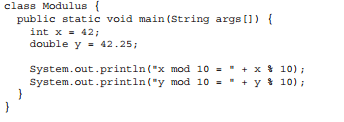 class Modulus {
public static void main(String args[]) {
int x = 42;
double y = 42.25;
System.out.println("x mod 10 = " + x % 10);
System.out.println("y mod 10 = " + y % 10);
}
}